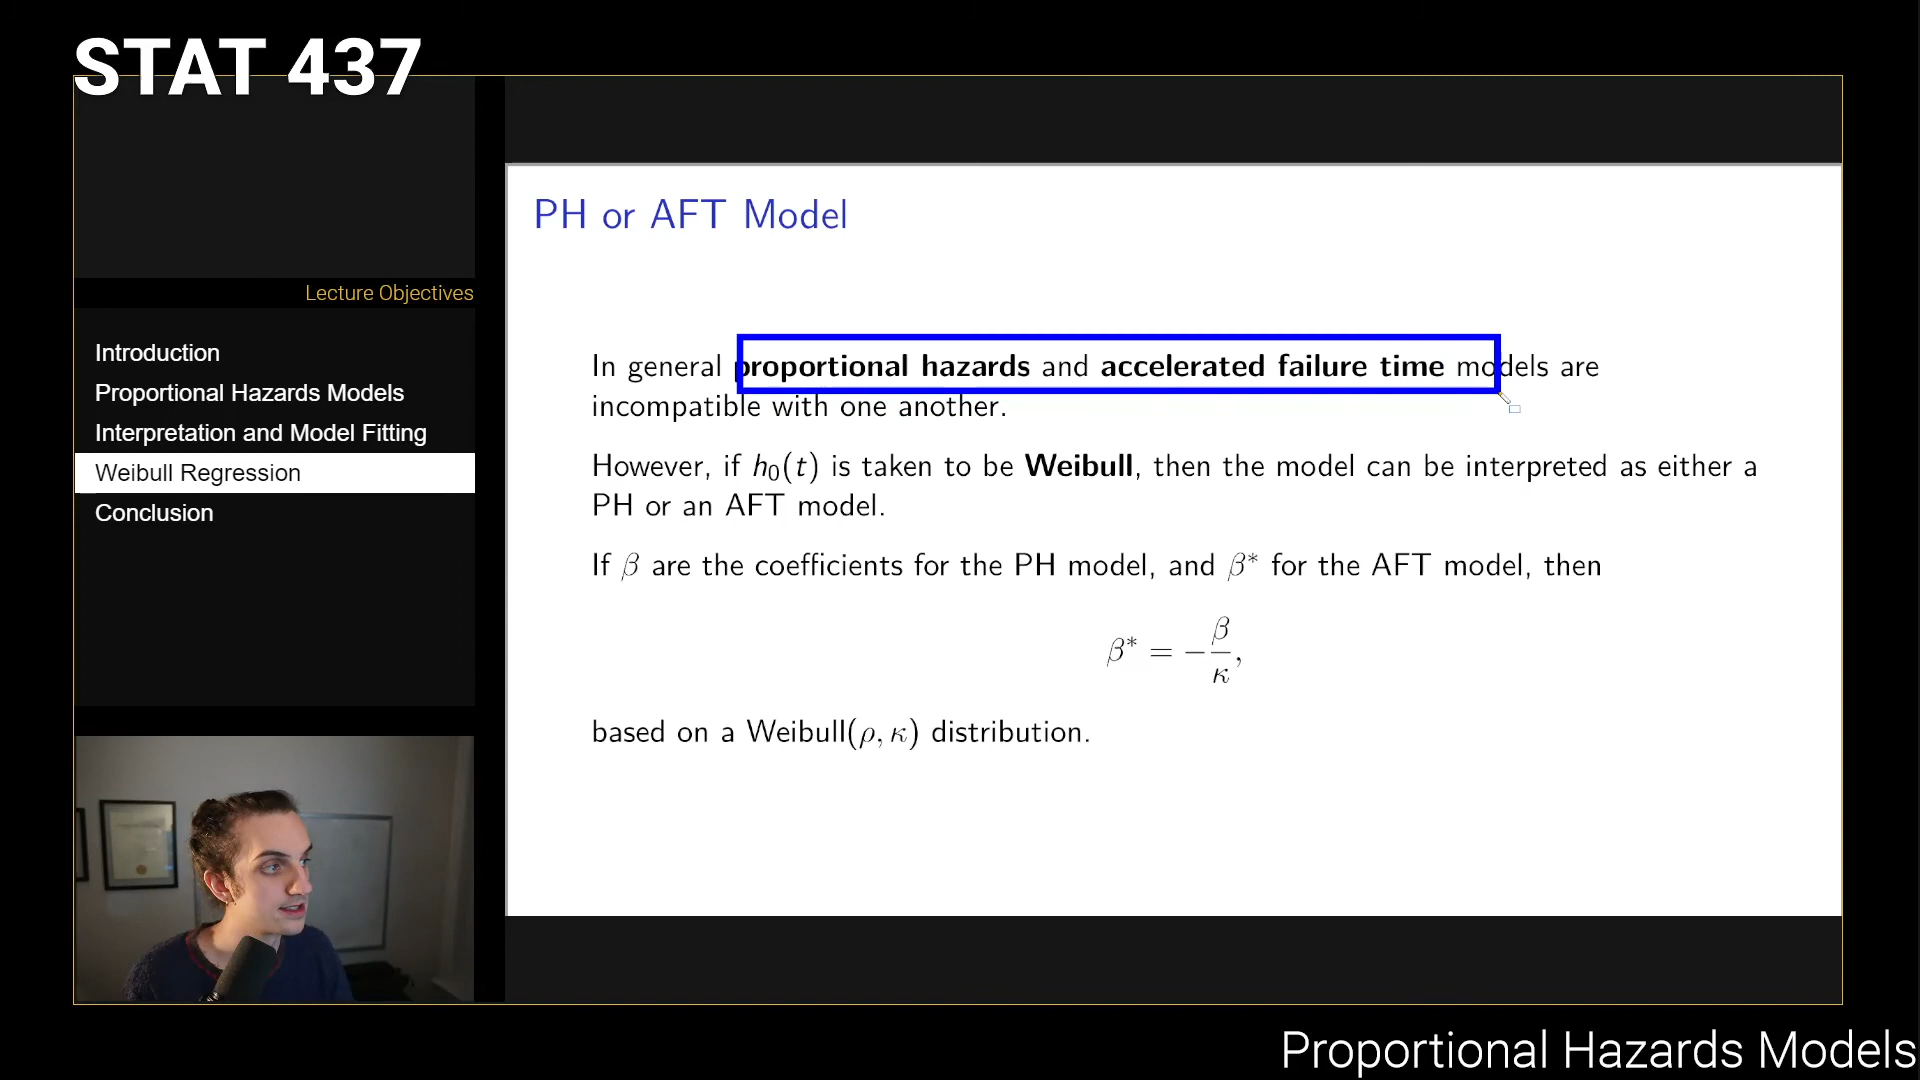 STAT 437
Lecture Objectives
Introduction
Proportional Hazards Models
Interpretation and Model Fitting
Weibull Regression
Conclusion
PH or AFT Model
In general proportional hazards and accelerated failure time models are
incompatible with one another.
However, if h₀(t) is taken to be Weibull, then the model can be interpreted as either a
PH or an AFT model.
If β are the coefficients for the PH model, and β* for the AFT model, then
β* = −β/κ,
based on a Weibull(ρ, κ) distribution.
Proportional Hazards Models